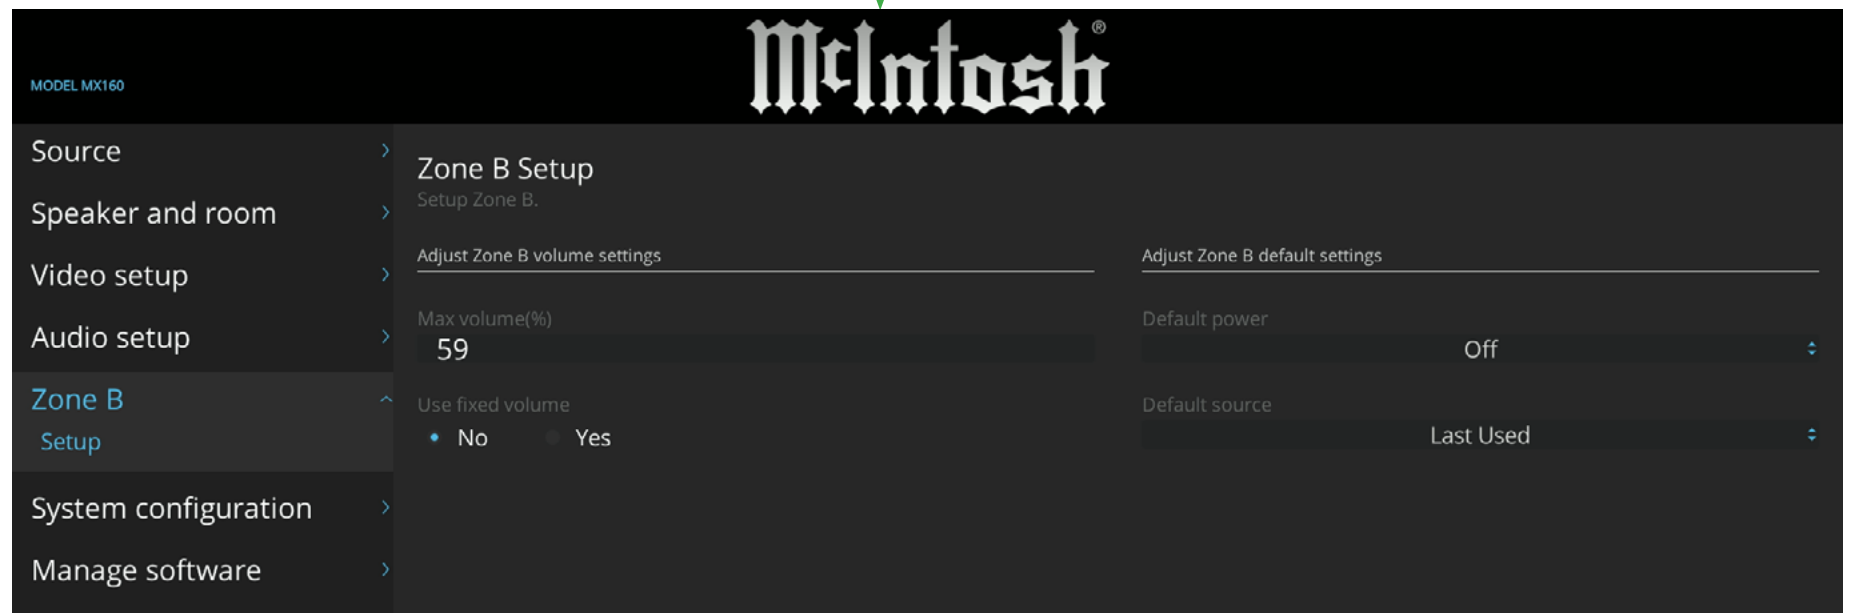 McIntosh®
MODEL MX160
Source
Speaker and room
Video setup
Audio setup
Zone B
Setup
System configuration
Manage software
Zone B Setup
Setup Zone B.
Adjust Zone B volume settings
Max volume(%)
59
Use fixed volume
No Yes
Adjust Zone B default settings
Default power
Off
Default source
Last Used